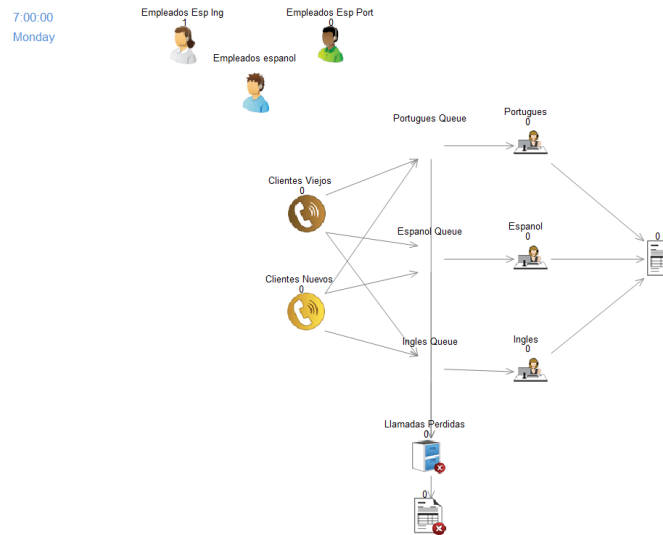 7:00:00
Monday
Empleados Esp Ing
1
Empleados Esp Port
0
Empleados espanol
Portugues Queue
Portugues
0
Clientes Viejos
0
Espanol Queue
Espanol
0
0
Clientes Nuevos
0
Ingles Queue
Ingles
0
Llamadas Perdidas
0
0